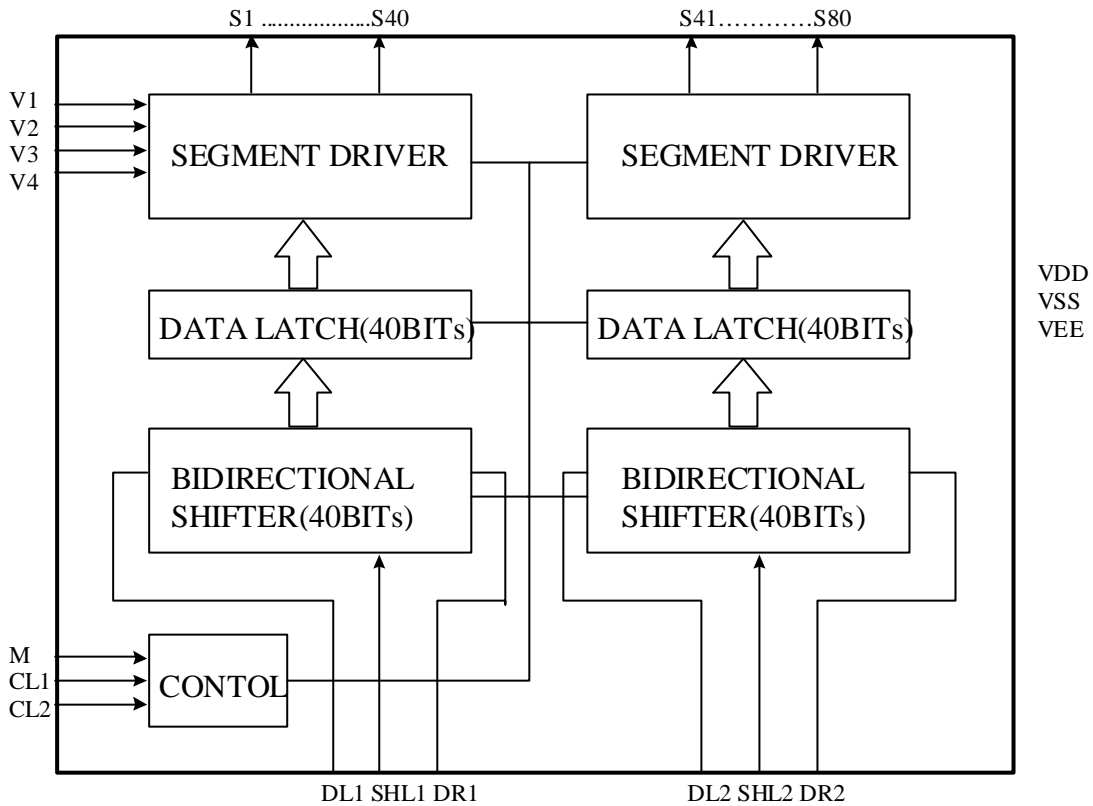 S1 ...................S40
S41............S80
V1
V2
V3
V4
SEGMENT DRIVER
SEGMENT DRIVER
VDD
VSS
VEE
DATA LATCH(40BITs)
DATA LATCH(40BITs)
BIDIRECTIONAL
SHIFTER(40BITs)
BIDIRECTIONAL
SHIFTER(40BITs)
M
CL1
CL2
CONTOL
DL1 SHL1 DR1
DL2 SHL2 DR2